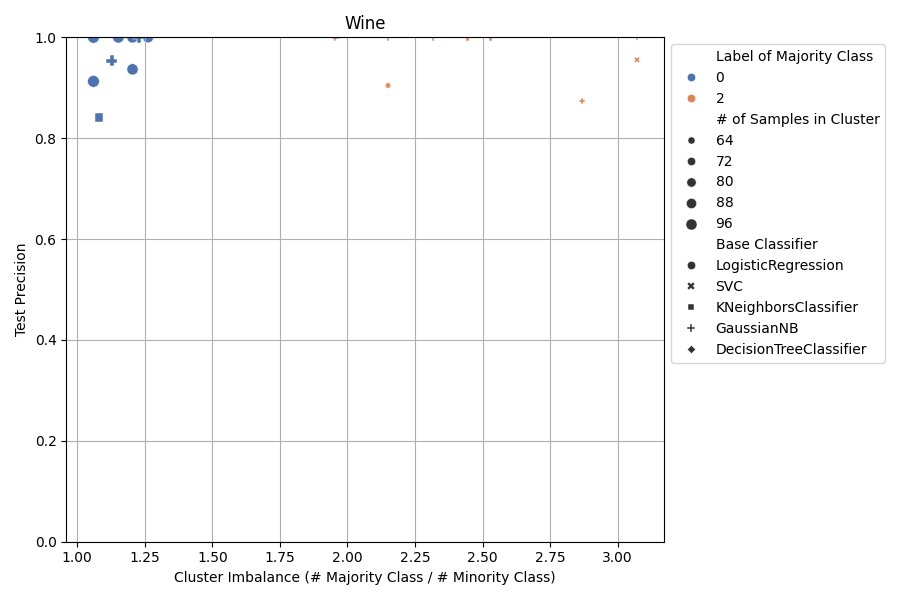 Wine
Test Precision
1.0
0.8
0.6
0.4
0.2
0.0
1.00 1.25 1.50 1.75 2.00 2.25 2.50 2.75 3.00
Cluster Imbalance (# Majority Class / # Minority Class)
Label of Majority Class
0
2
# of Samples in Cluster
64
72
80
88
96
Base Classifier
LogisticRegression
SVC
KNeighborsClassifier
GaussianNB
DecisionTreeClassifier